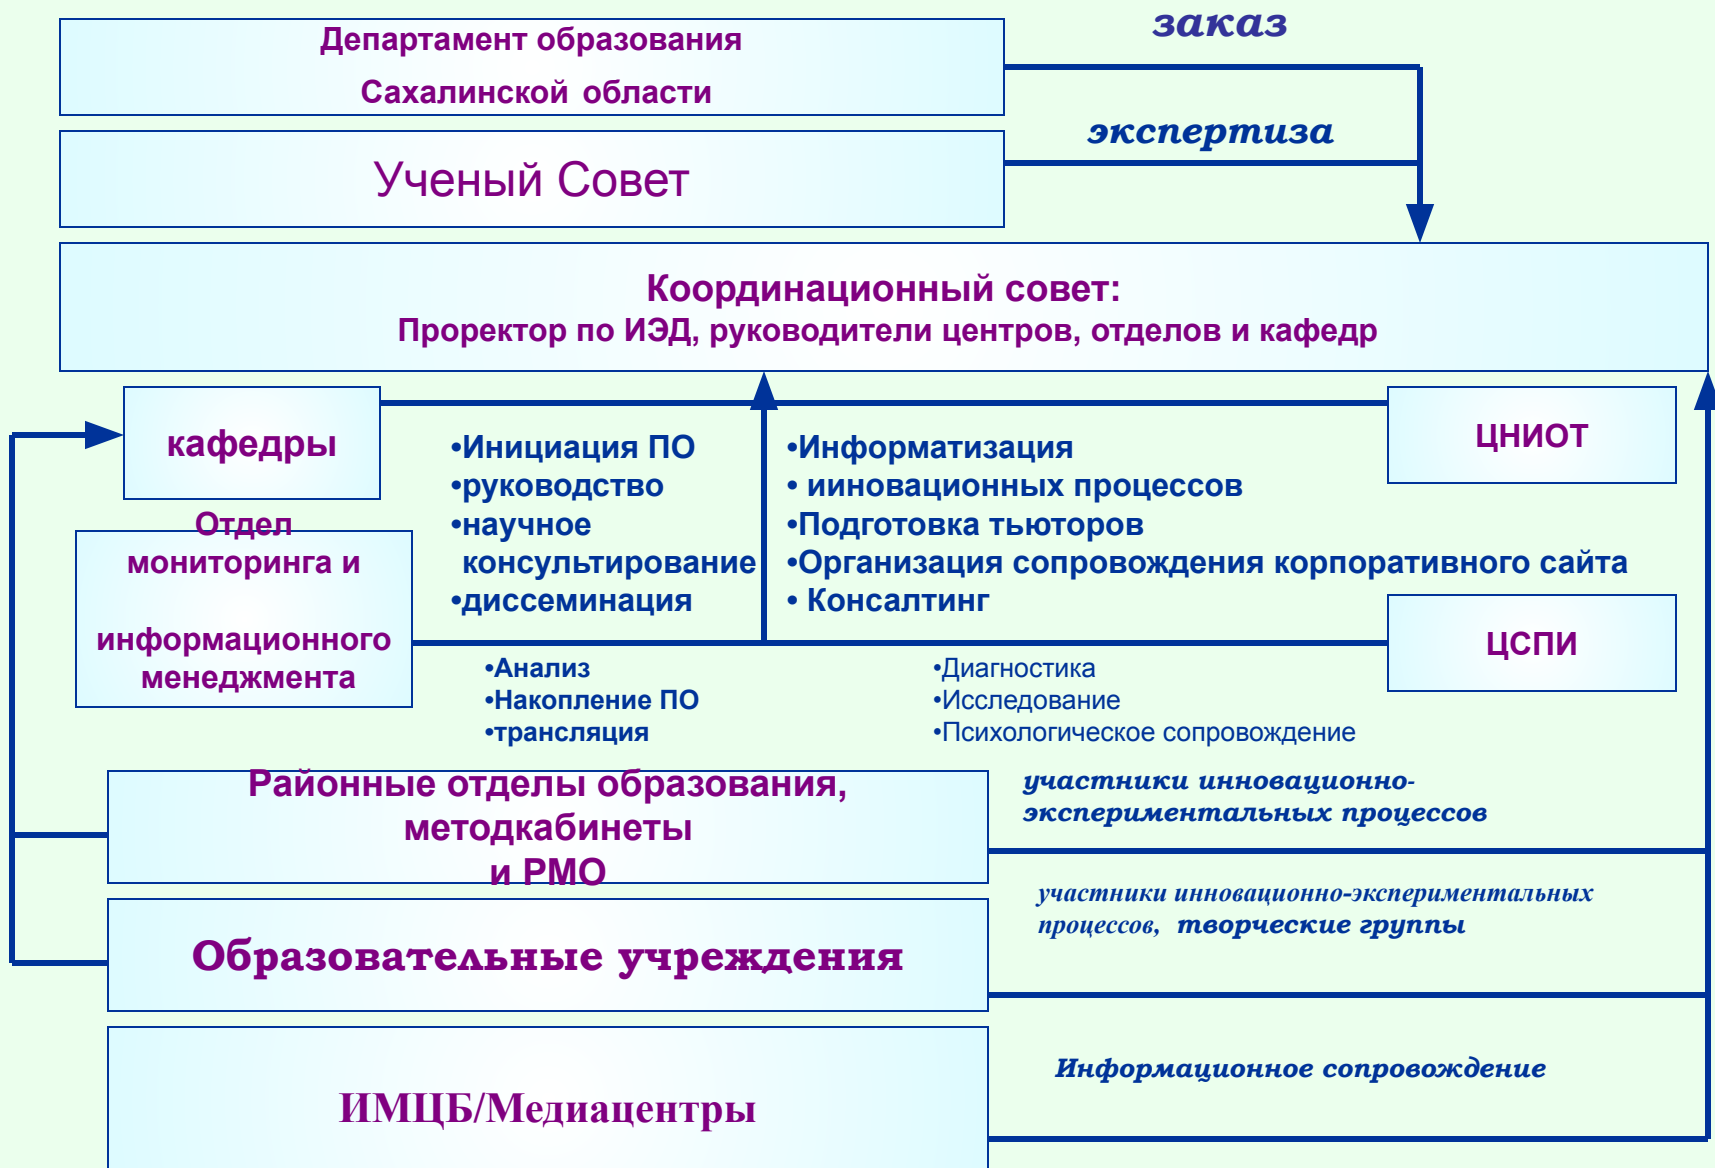 заказ
Департамент образования
Сахалинской области
экспертиза
Ученый Совет
Координационный совет:
Проректор по ИЭД, руководители центров, отделов и кафедр
кафедры
•Инициация ПО
•руководство
•научное
консультирование
•диссеминация
•Информатизация
• ииновационных процессов
•Подготовка тьюторов
•Организация сопровождения корпоративного сайта
• Консалтинг
ЦНИОТ
Отдел
мониторинга и
информационного
менеджмента
ЦСПИ
•Анализ
•Накопление ПО
•трансляция
•Диагностика
•Исследование
•Психологическое сопровождение
Районные отделы образования,
методкабинеты
и РМО
участники инновационно-
экспериментальных процессов
Образовательные учреждения
участники инновационно-экспериментальных
процессов, творческие группы
ИМЦБ/Медиацентры
Информационное сопровождение